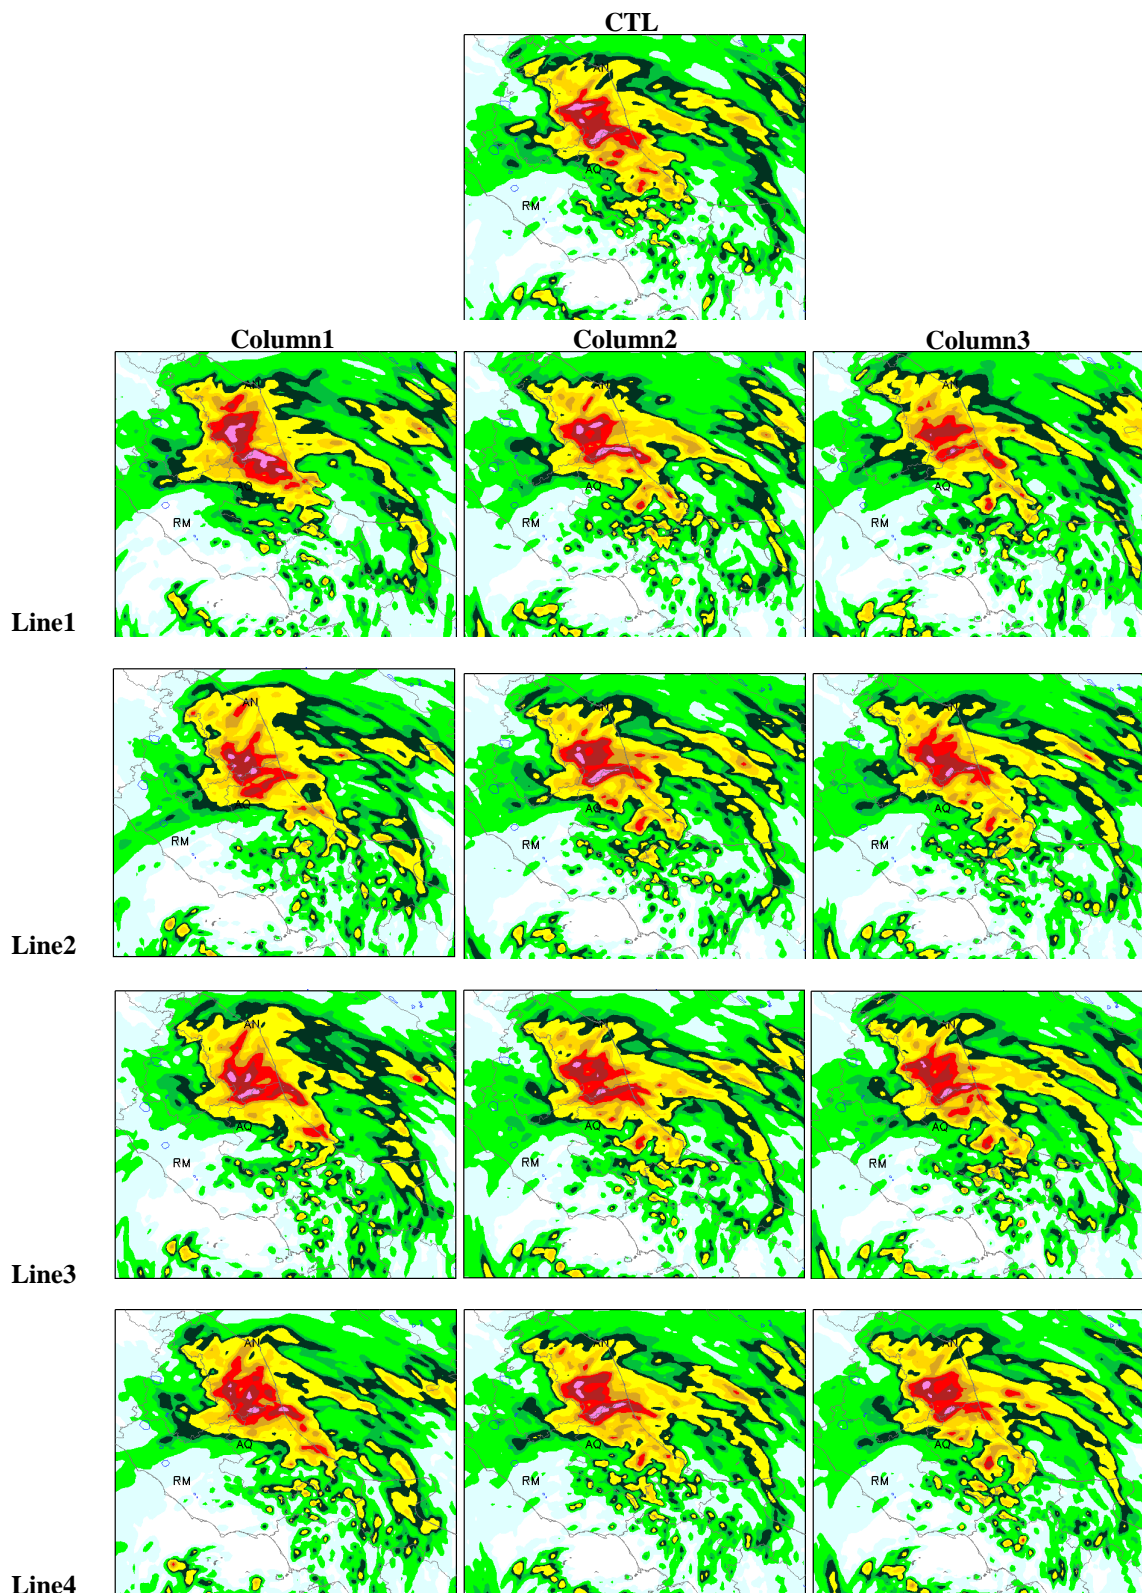 CTL
AN
AQ
RM
Column1 Column2 Column3
AN AN AN
AQ AQ AQ
RM RM RM
Line1
AN AN AN
AQ AQ AQ
RM RM RM
Line2
AN AN AN
AQ AQ AQ
RM RM RM
Line3
AN AN AN
AQ AQ AQ
RM RM RM
Line4